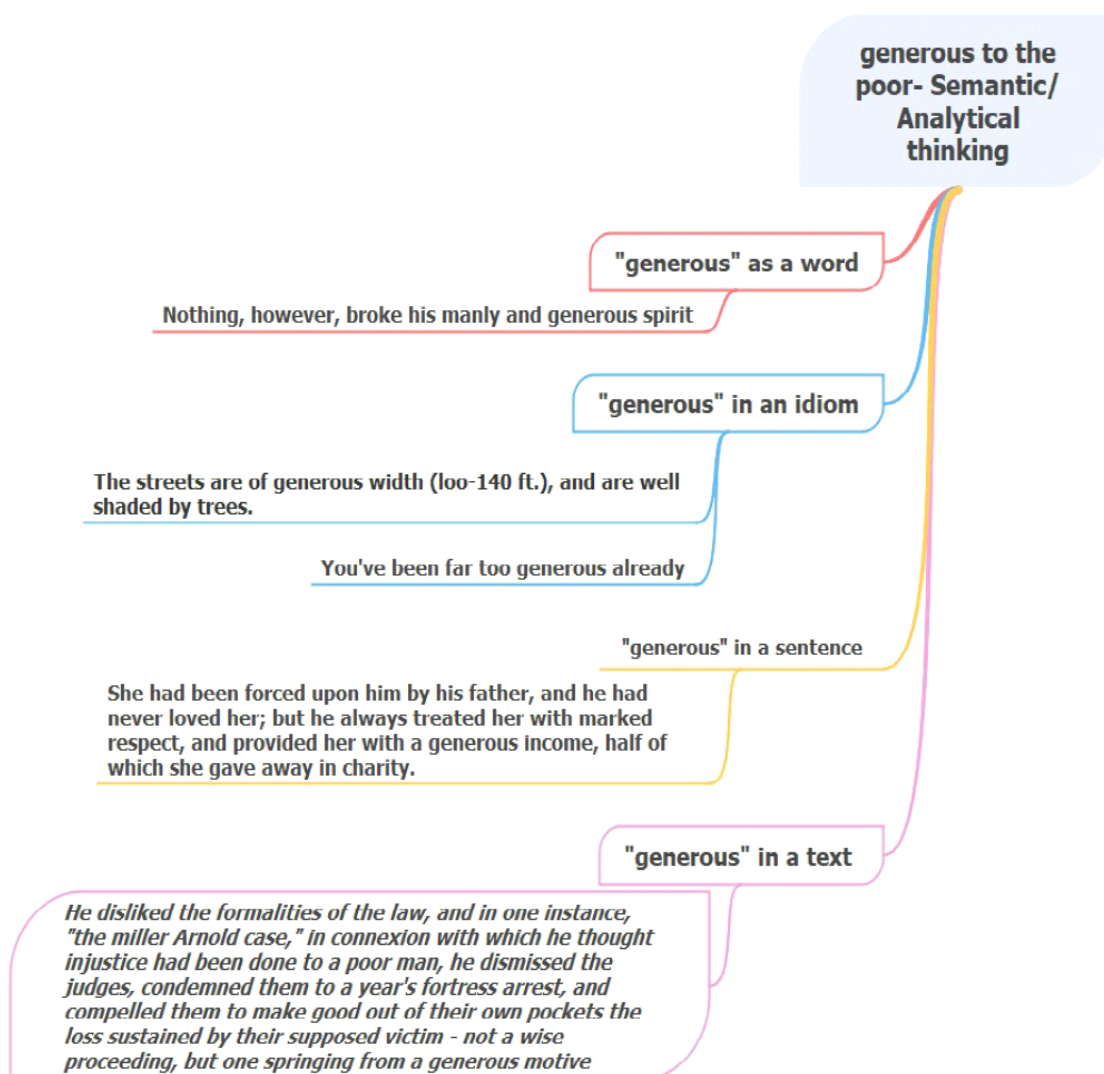 generous to the
poor- Semantic/
Analytical
thinking
"generous" as a word
Nothing, however, broke his manly and generous spirit
"generous" in an idiom
The streets are of generous width (loo-140 ft.), and are well
shaded by trees.
You've been far too generous already
"generous" in a sentence
She had been forced upon him by his father, and he had
never loved her; but he always treated her with marked
respect, and provided her with a generous income, half of
which she gave away in charity.
"generous" in a text
He disliked the formalities of the law, and in one instance,
"the miller Arnold case," in connexion with which he thought
injustice had been done to a poor man, he dismissed the
judges, condemned them to a year's fortress arrest, and
compelled them to make good out of their own pockets the
loss sustained by their supposed victim - not a wise
proceeding, but one springing from a generous motive